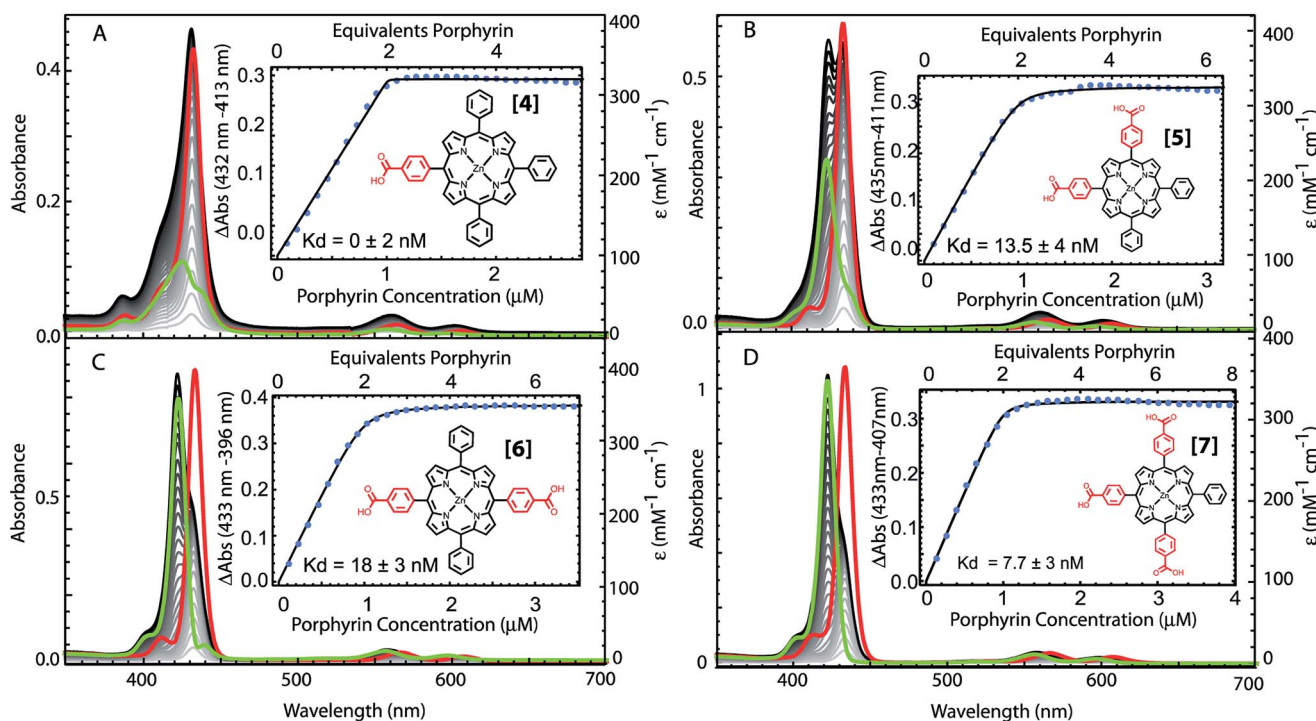 A
Equivalents Porphyrin
0 2 4
Absorbance
0.4
0.2
0.0
ΔAbs (432 nm -413 nm)
0.3
0.2
0.1
0.0
[4]
O
HO
N N N N
Zn
Kd = 0 ± 2 nM
0 1 2
Porphyrin Concentration (μM)
400
300
200
100
0
ε (mM⁻¹ cm⁻¹)
B
Equivalents Porphyrin
0 2 4 6
Absorbance
0.5
0.0
ΔAbs (435nm-411nm)
0.3
0.2
0.1
0.0
[5]
HO O
O
HO
N N N N
Zn
Kd = 13.5 ± 4 nM
0 1 2 3
Porphyrin Concentration (μM)
400
300
200
100
0
ε (mM⁻¹ cm⁻¹)
C
Equivalents Porphyrin
0 2 4 6
Absorbance
0.5
0.0
ΔAbs (433 nm -396 nm)
0.4
0.3
0.2
0.1
0.0
[6]
O
HO
OH
O
N N N N
Zn
Kd = 18 ± 3 nM
0 1 2 3
Porphyrin Concentration (μM)
400
300
200
100
0
ε (mM⁻¹ cm⁻¹)
400 500 600 700
Wavelength (nm)
D
Equivalents Porphyrin
0 2 4 6 8
Absorbance
1
0
ΔAbs (433nm-407nm)
0.3
0.2
0.1
0.0
[7]
HO O
O
HO
N N N N
Zn
O OH
Kd = 7.7 ± 3 nM
0 1 2 3 4
Porphyrin Concentration (μM)
400
300
200
100
0
ε (mM⁻¹ cm⁻¹)
400 500 600 700
Wavelength (nm)